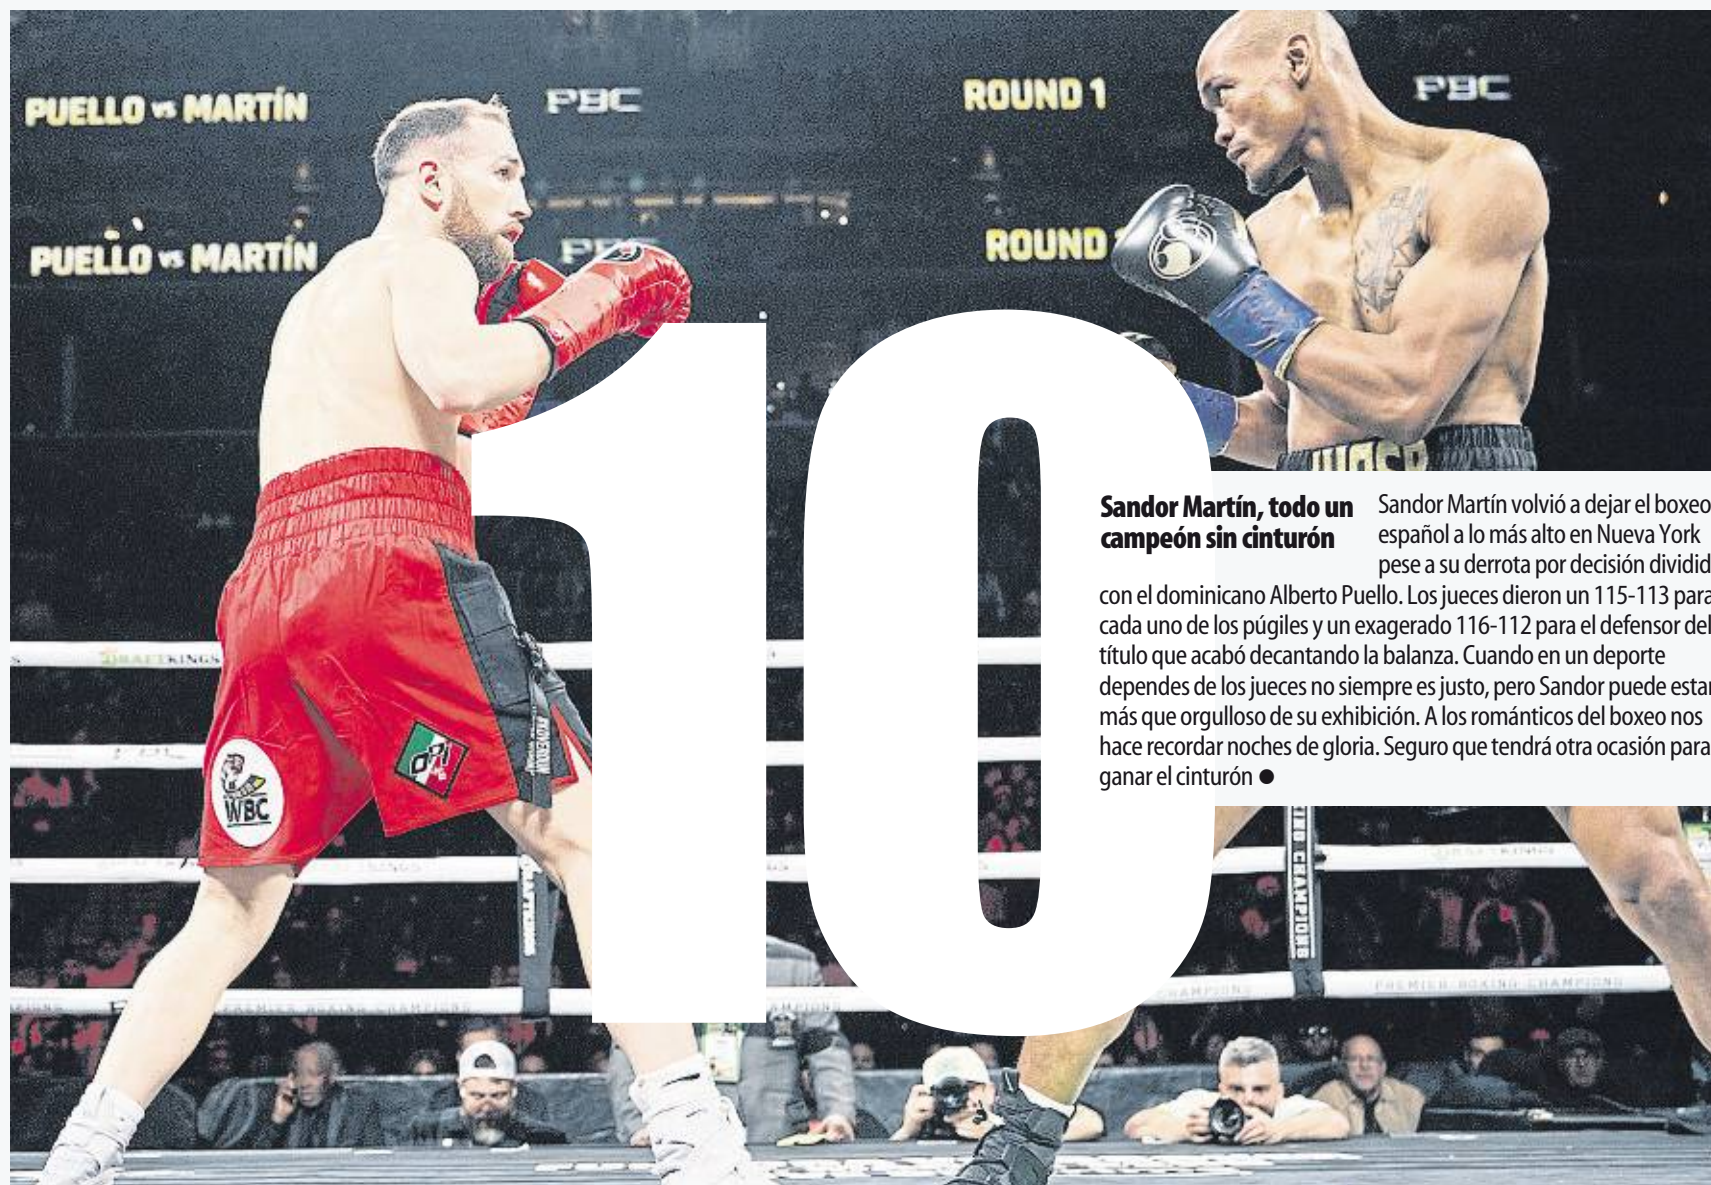 PUELLO vs MARTÍN
PBC
ROUND 1
PBC
PUELLO vs MARTÍN
ROUND
10
Sandor Martín, todo un
campeón sin cinturón
Sandor Martín volvió a dejar el boxeo
español a lo más alto en Nueva York
pese a su derrota por decisión dividid
con el dominicano Alberto Puello. Los jueces dieron un 115-113 para
cada uno de los púgiles y un exagerado 116-112 para el defensor del
título que acabó decantando la balanza. Cuando en un deporte
dependes de los jueces no siempre es justo, pero Sandor puede estar
más que orgulloso de su exhibición. A los románticos del boxeo nos
hace recordar noches de gloria. Seguro que tendrá otra ocasión para
ganar el cinturón ●
DRAFTKINGS
OPI
WBC
CHAMPIONS
PREMIER BOXING CHAMPIONS
PREMIER BOXING CHAMPIONS